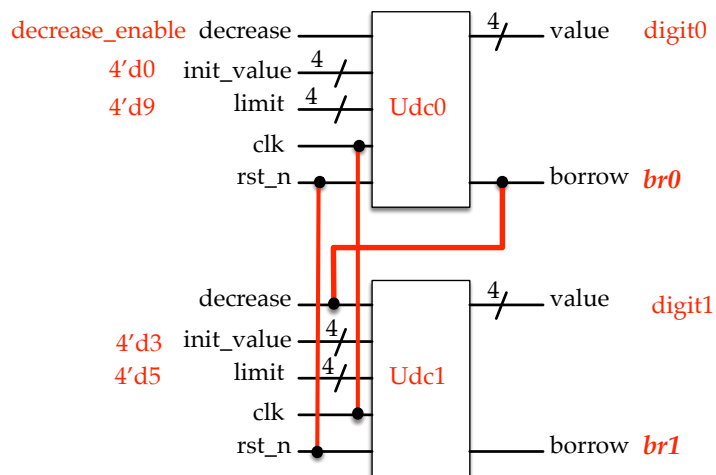 decrease_enable decrease 4 value digit0
4'd0 init_value 4
4'd9 limit 4 Udc0
clk
rst_n borrow br0
decrease 4 value digit1
4'd3 init_value 4
4'd5 limit 4 Udc1
clk
rst_n borrow br1